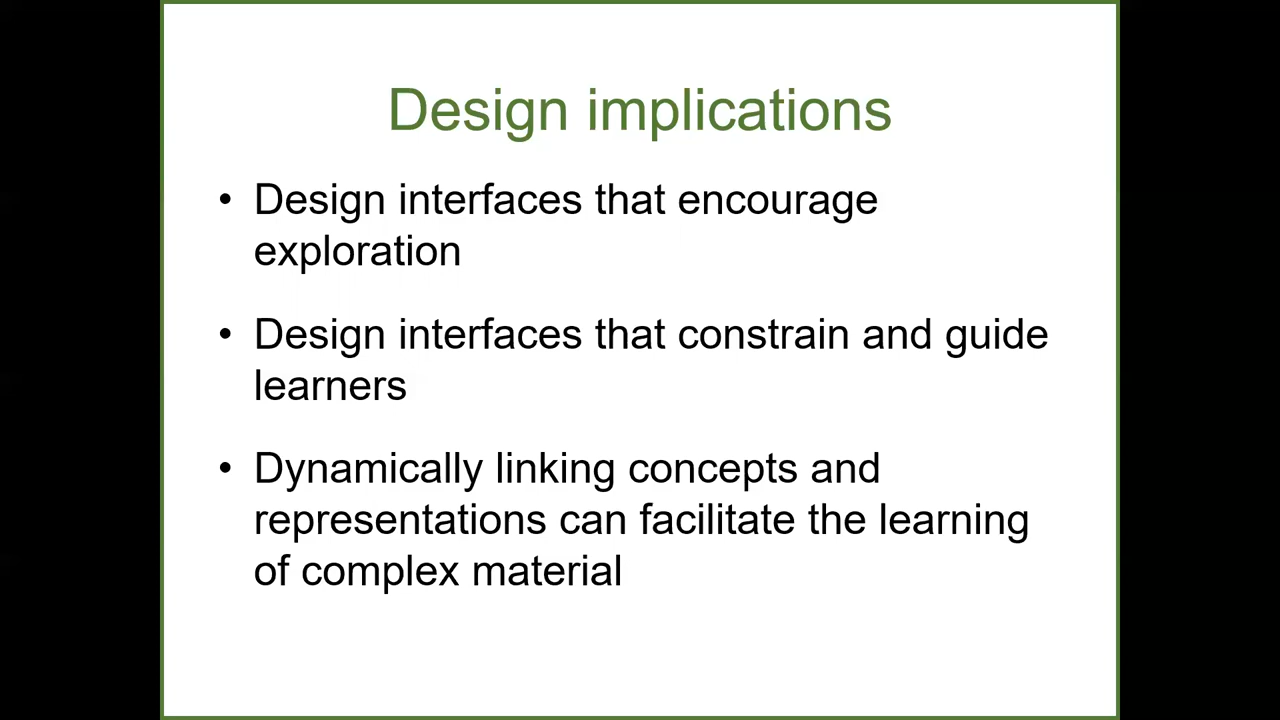 Design implications
• Design interfaces that encourage
exploration
• Design interfaces that constrain and guide
learners
• Dynamically linking concepts and
representations can facilitate the learning
of complex material